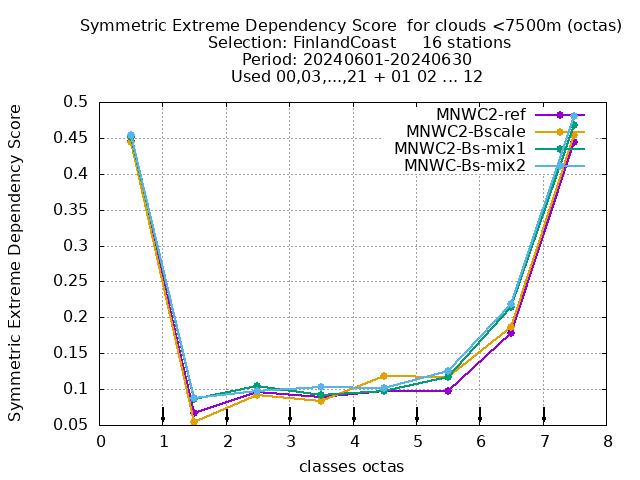 Symmetric Extreme Dependency Score  for clouds <7500m (octas)
Selection: FinlandCoast     16 stations
Period: 20240601-20240630
Used 00,03,...,21 + 01 02 ... 12
Symmetric Extreme Dependency Score
0.5
0.45
0.4
0.35
0.3
0.25
0.2
0.15
0.1
0.05
MNWC2-ref
MNWC2-Bscale
MNWC2-Bs-mix1
MNWC-Bs-mix2
0 1 2 3 4 5 6 7 8
classes octas